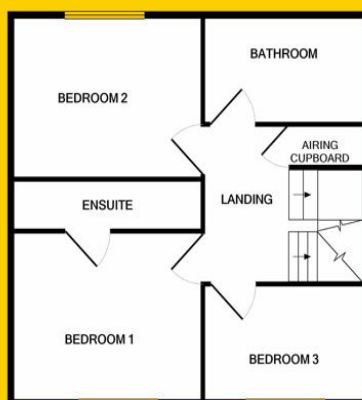 BATHROOM
BEDROOM 2
AIRING
CUPBOARD
ENSUITE
LANDING
BEDROOM 1
BEDROOM 3